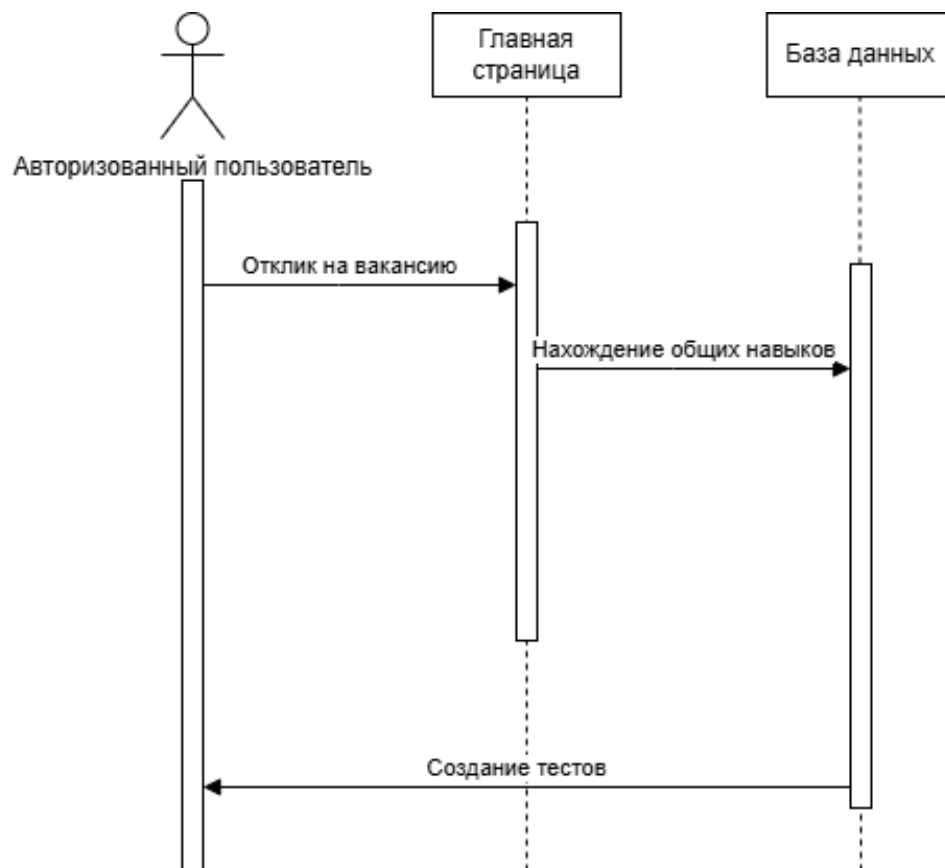 Главная
страница
База данных
Авторизованный пользователь
Отклик на вакансию
Нахождение общих навыков
Создание тестов